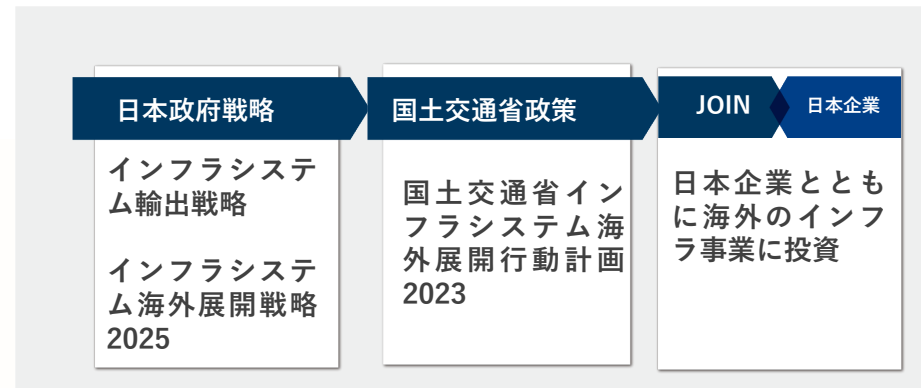 日本政府戦略
インフラシステ
ム輸出戦略
インフラシステ
ム海外展開戦略
2025
国土交通省政策
国土交通省イン
フラシステム海
外展開行動計画
2023
JOIN
日本企業
日本企業ととも
に海外のインフ
ラ事業に投資